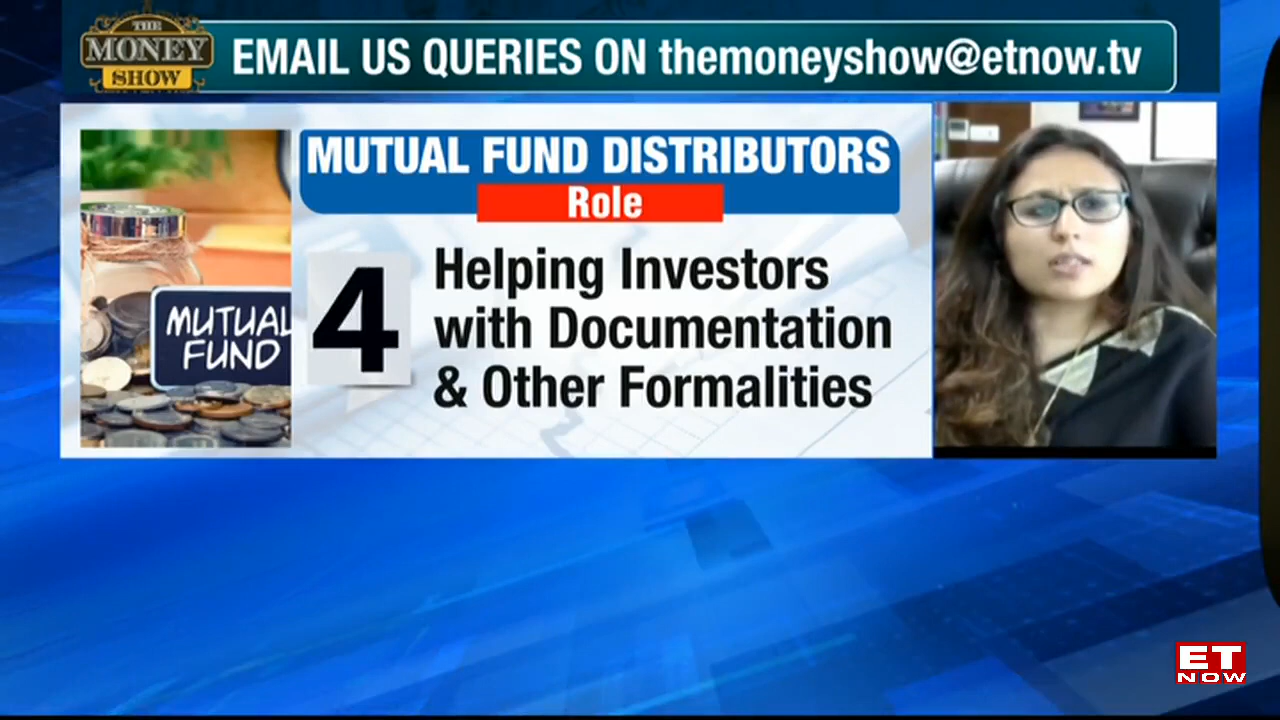 THE
MONEY
SHOW
EMAIL US QUERIES ON themoneyshow@etnow.tv
MUTUAL FUND DISTRIBUTORS
Role
MUTUAL
FUND
4
Helping Investors
with Documentation
& Other Formalities
ET
NOW